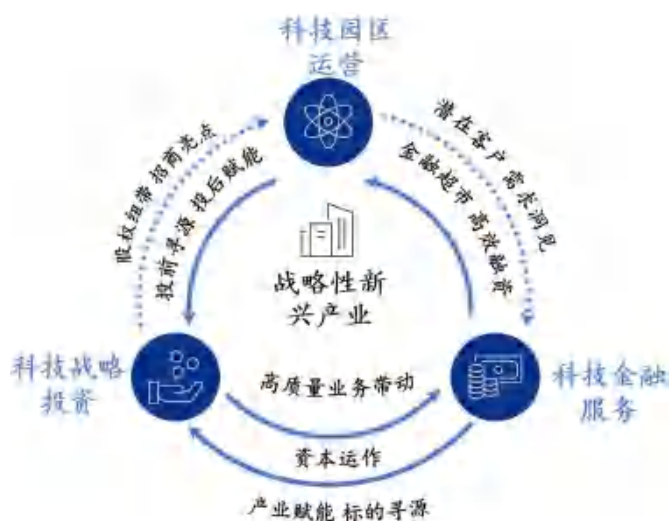 科技园区
运营
股权纽带 招商亮点
投前寻源 投后赋能
潜在客户 需求洞见
金融超市 高效融资
战略性新
兴产业
科技战略
投资
科技金融
服务
高质量业务带动
资本运作
产业赋能 标的寻源